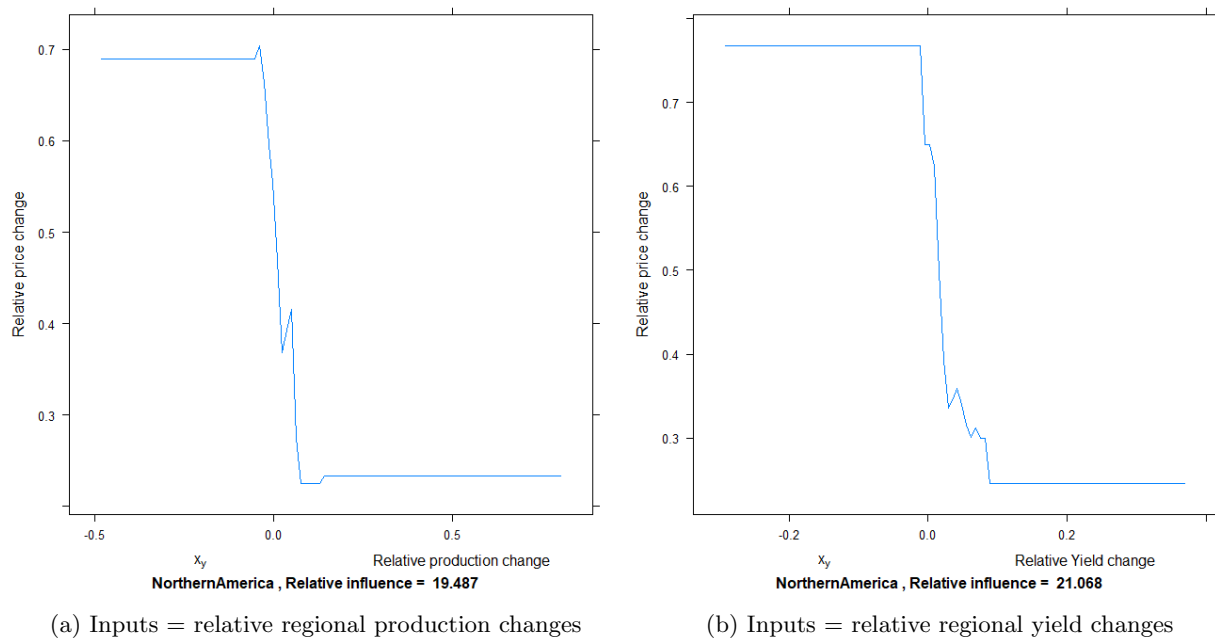 Relative price change
0.7
0.6
0.5
0.4
0.3
-0.5
0.0
0.5
xy
Relative production change
NorthernAmerica , Relative influence = 19.487
(a) Inputs = relative regional production changes
Relative price change
0.7
0.6
0.5
0.4
0.3
-0.2
0.0
0.2
xy
Relative Yield change
NorthernAmerica , Relative influence = 21.068
(b) Inputs = relative regional yield changes